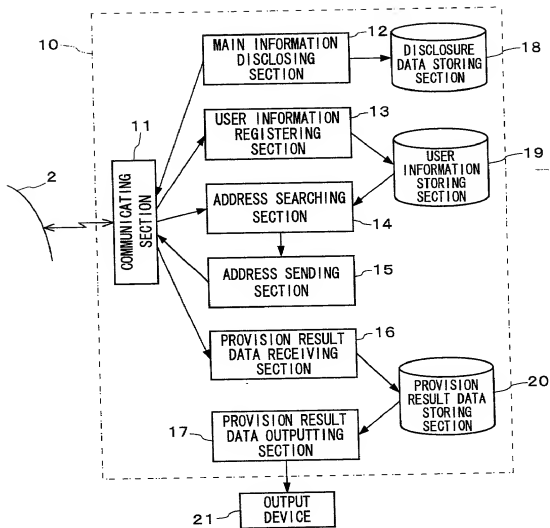 10
12
MAIN INFORMATION
DISCLOSING
SECTION
DISCLOSURE
DATA STORING
SECTION
18
11
COMMUNICATING
SECTION
2
USER INFORMATION
REGISTERING
SECTION
13
USER
INFORMATION
STORING
SECTION
19
ADDRESS SEARCHING
SECTION
14
ADDRESS SENDING
SECTION
15
PROVISION RESULT
DATA RECEIVING
SECTION
16
PROVISION
RESULT DATA
STORING
SECTION
20
17
PROVISION RESULT
DATA OUTPUTTING
SECTION
21
OUTPUT
DEVICE